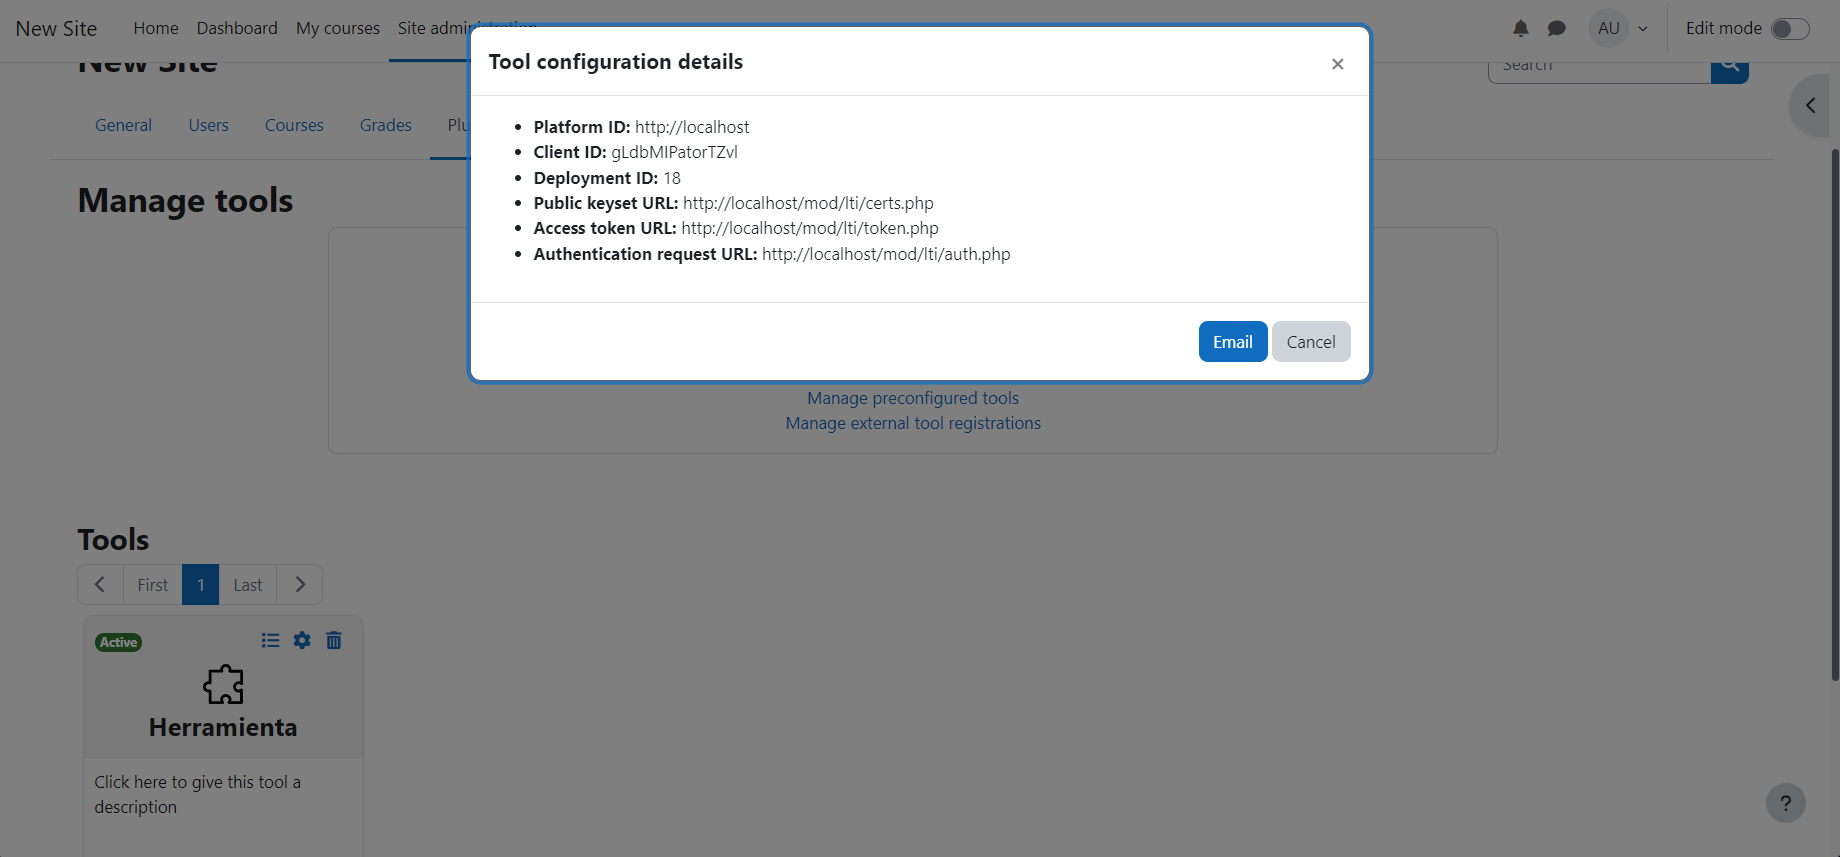 New Site
Home
Dashboard
My courses
Site administration
AU
Edit mode
New Site
Search
General
Users
Courses
Grades
Tool configuration details
×
Platform ID: http://localhost
Client ID: gLdbMIPatorTZvl
Deployment ID: 18
Public keyset URL: http://localhost/mod/lti/certs.php
Access token URL: http://localhost/mod/lti/token.php
Authentication request URL: http://localhost/mod/lti/auth.php
Email
Cancel
Manage tools
Manage preconfigured tools
Manage external tool registrations
Tools
First
1
Last
Active
Herramienta
Click here to give this tool a
description
?